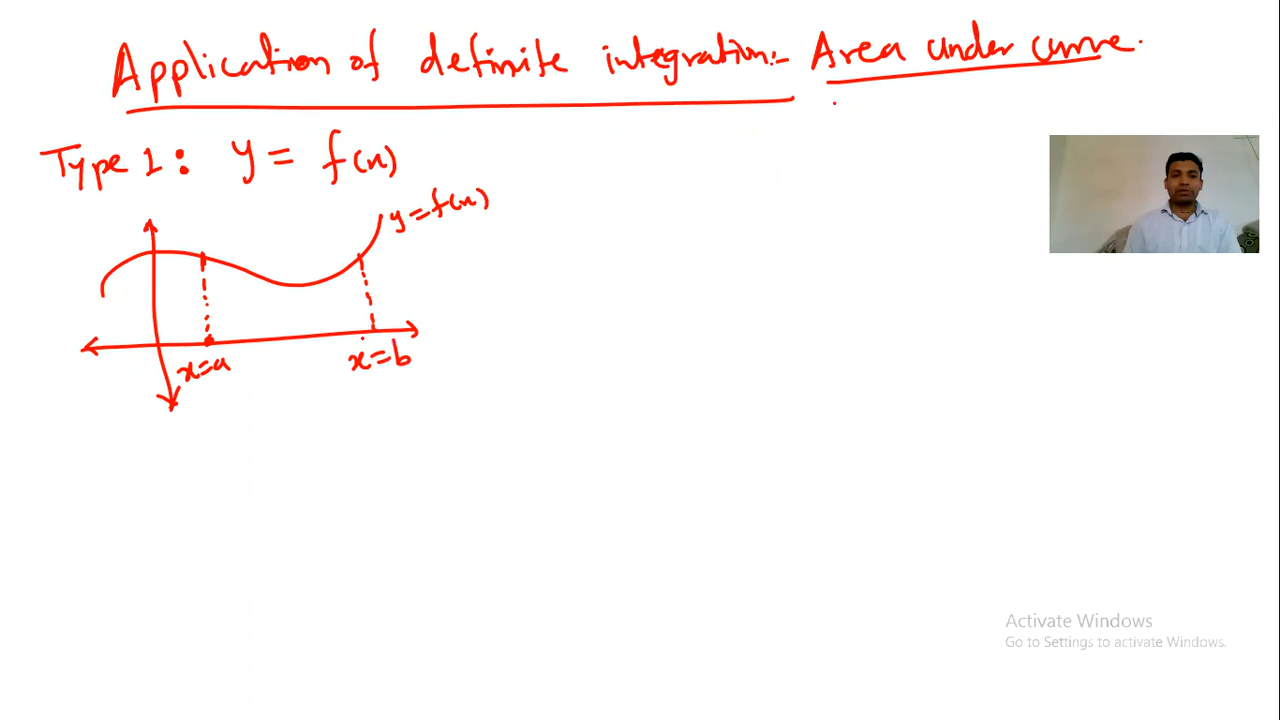 Application of definite integration:- Area under curve.
Type 1: y = f(x)
y=f(x)
x=a
x=b
Activate Windows
Go to Settings to activate Windows.